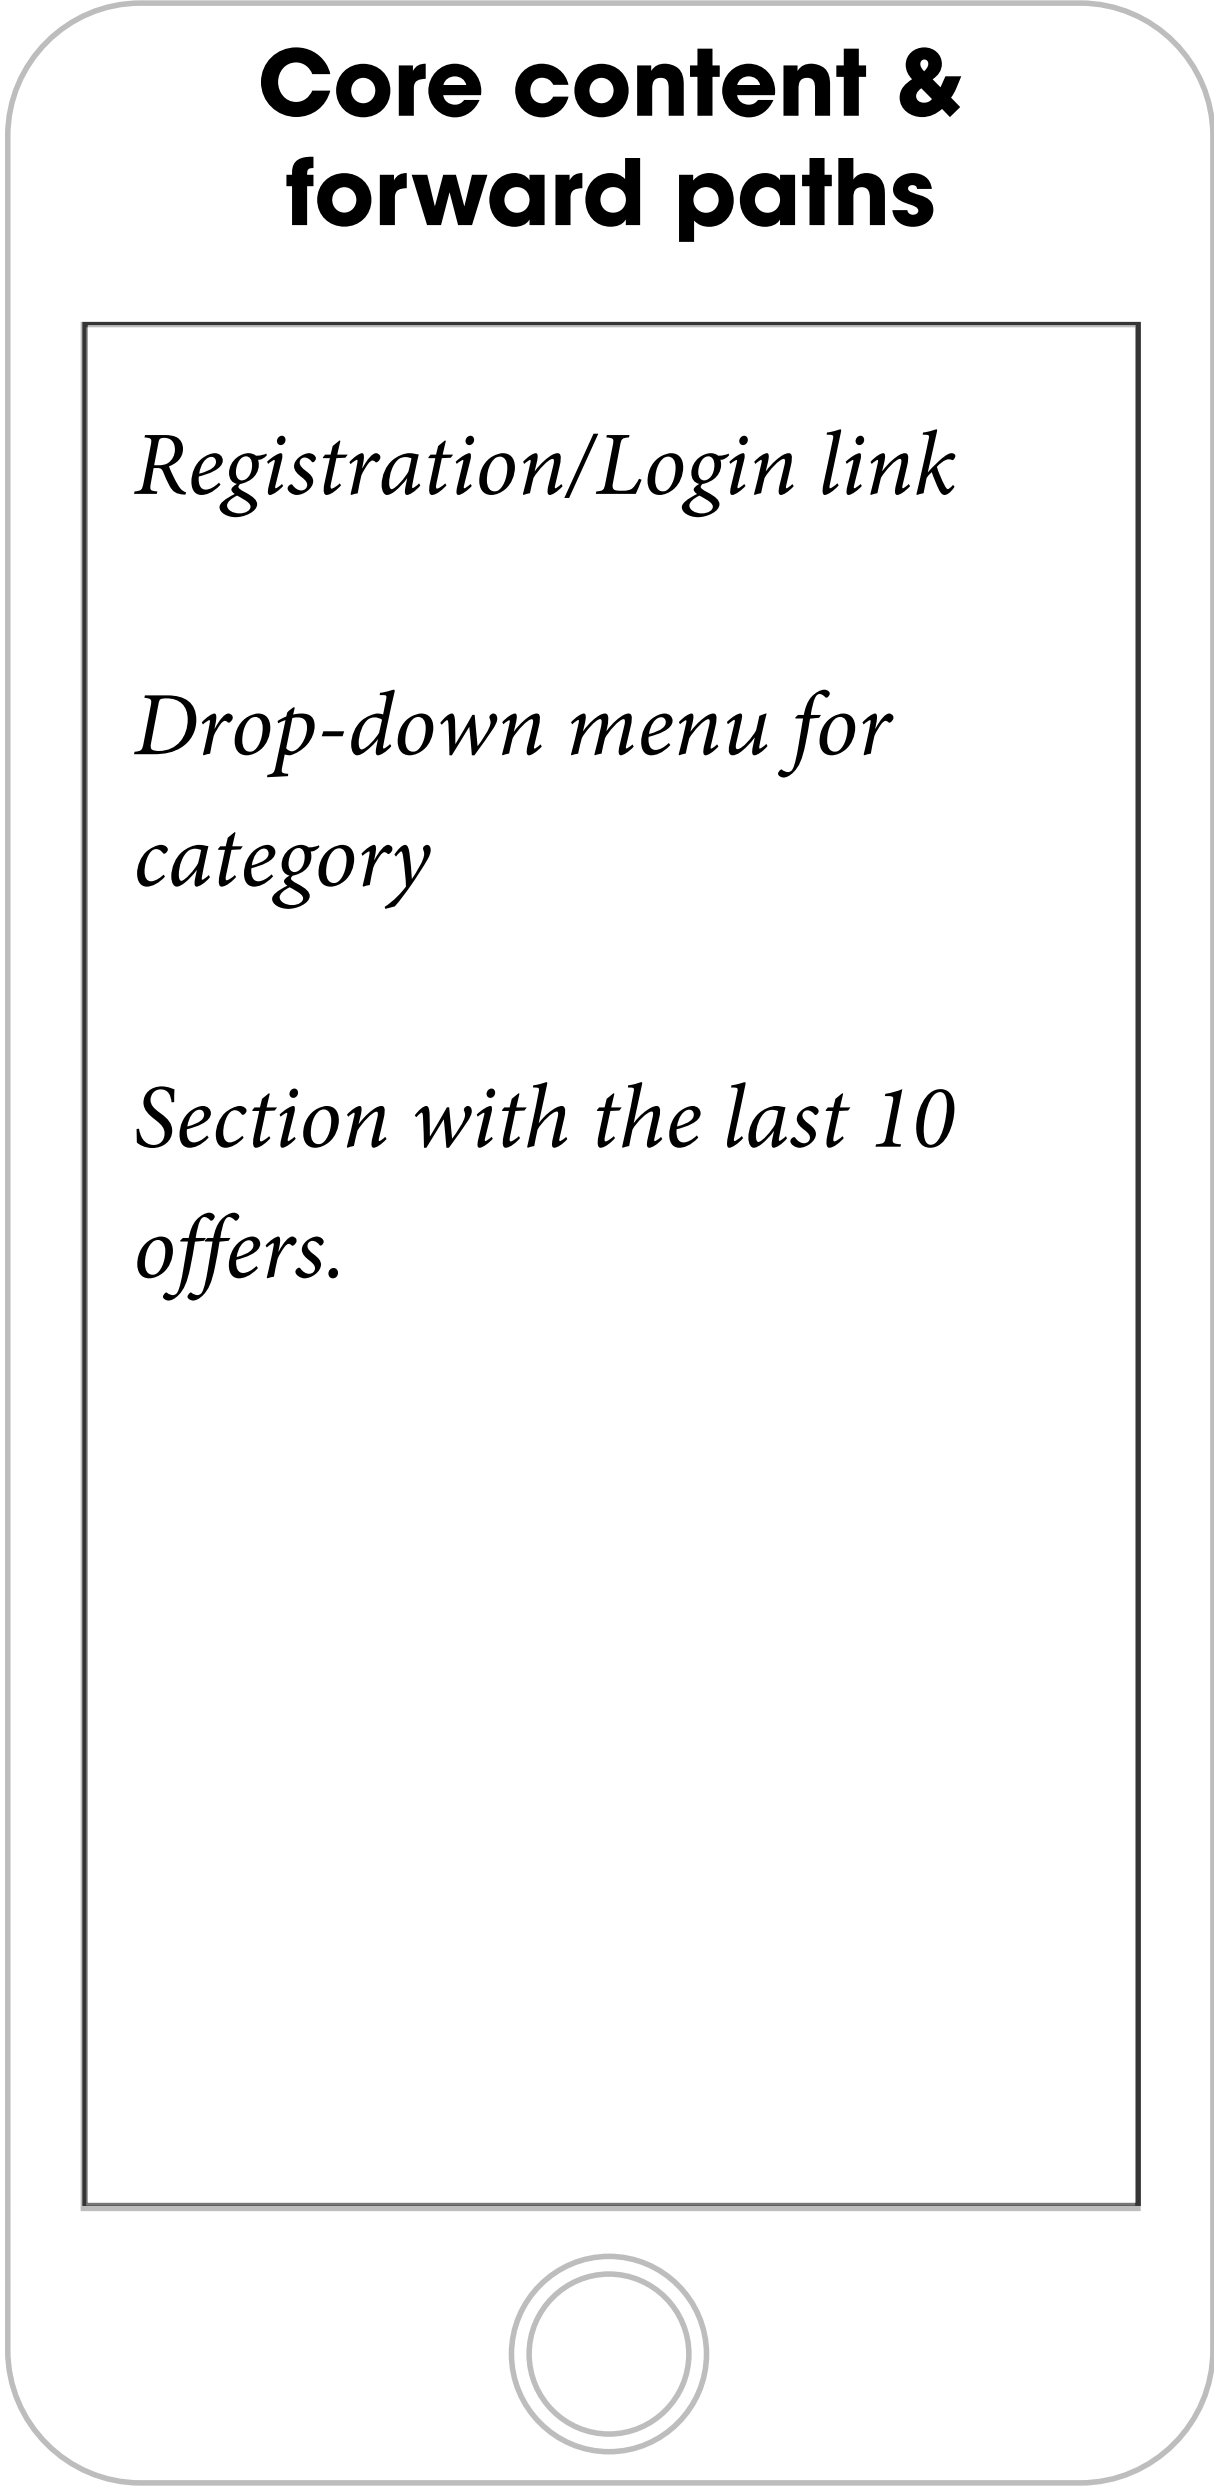 Core content &
forward paths
Registration/Login link
Drop-down menu for
category
Section with the last 10
offers.